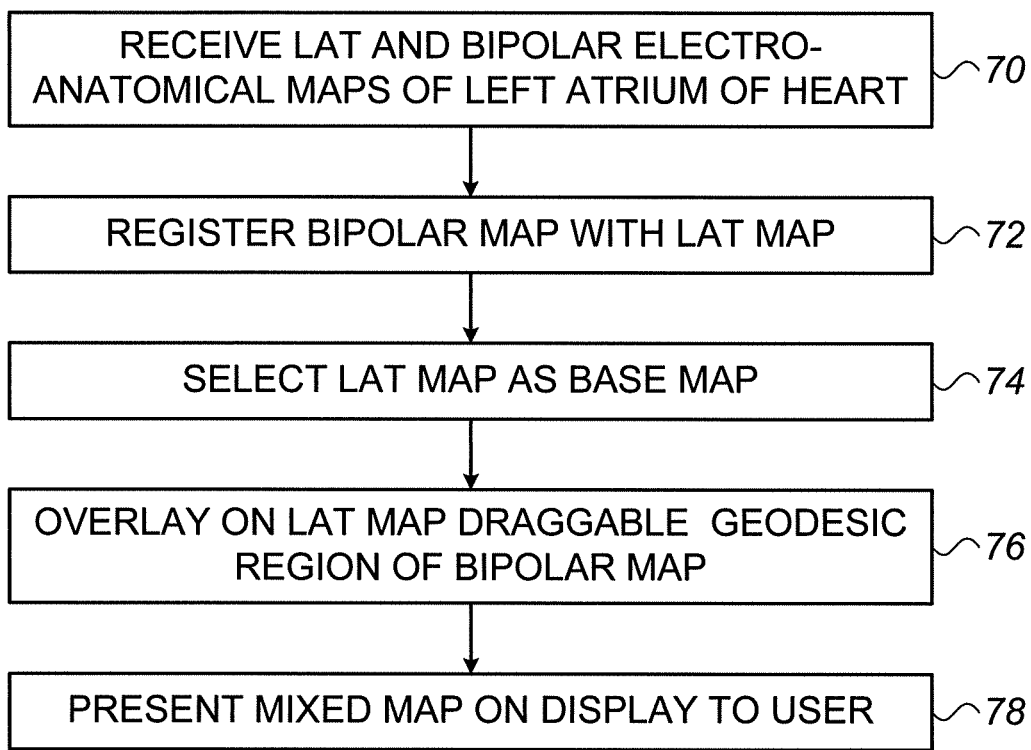 RECEIVE LAT AND BIPOLAR ELECTRO-
ANATOMICAL MAPS OF LEFT ATRIUM OF HEART
70
REGISTER BIPOLAR MAP WITH LAT MAP
72
SELECT LAT MAP AS BASE MAP
74
OVERLAY ON LAT MAP DRAGGABLE GEODESIC
REGION OF BIPOLAR MAP
76
PRESENT MIXED MAP ON DISPLAY TO USER
78